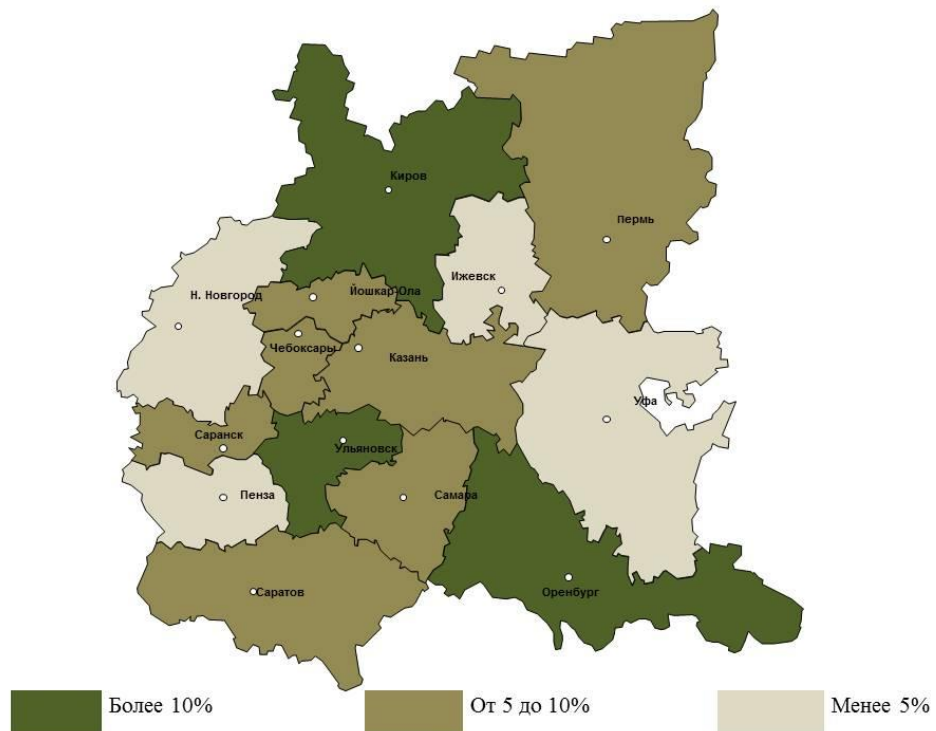 Киров
Пермь
Ижевск
Н. Новгород
Йошкар-Ола
Чебоксары
Казань
Уфа
Саранск
Ульяновск
Пенза
Самара
Саратов
Оренбург
Более 10%
От 5 до 10%
Менее 5%